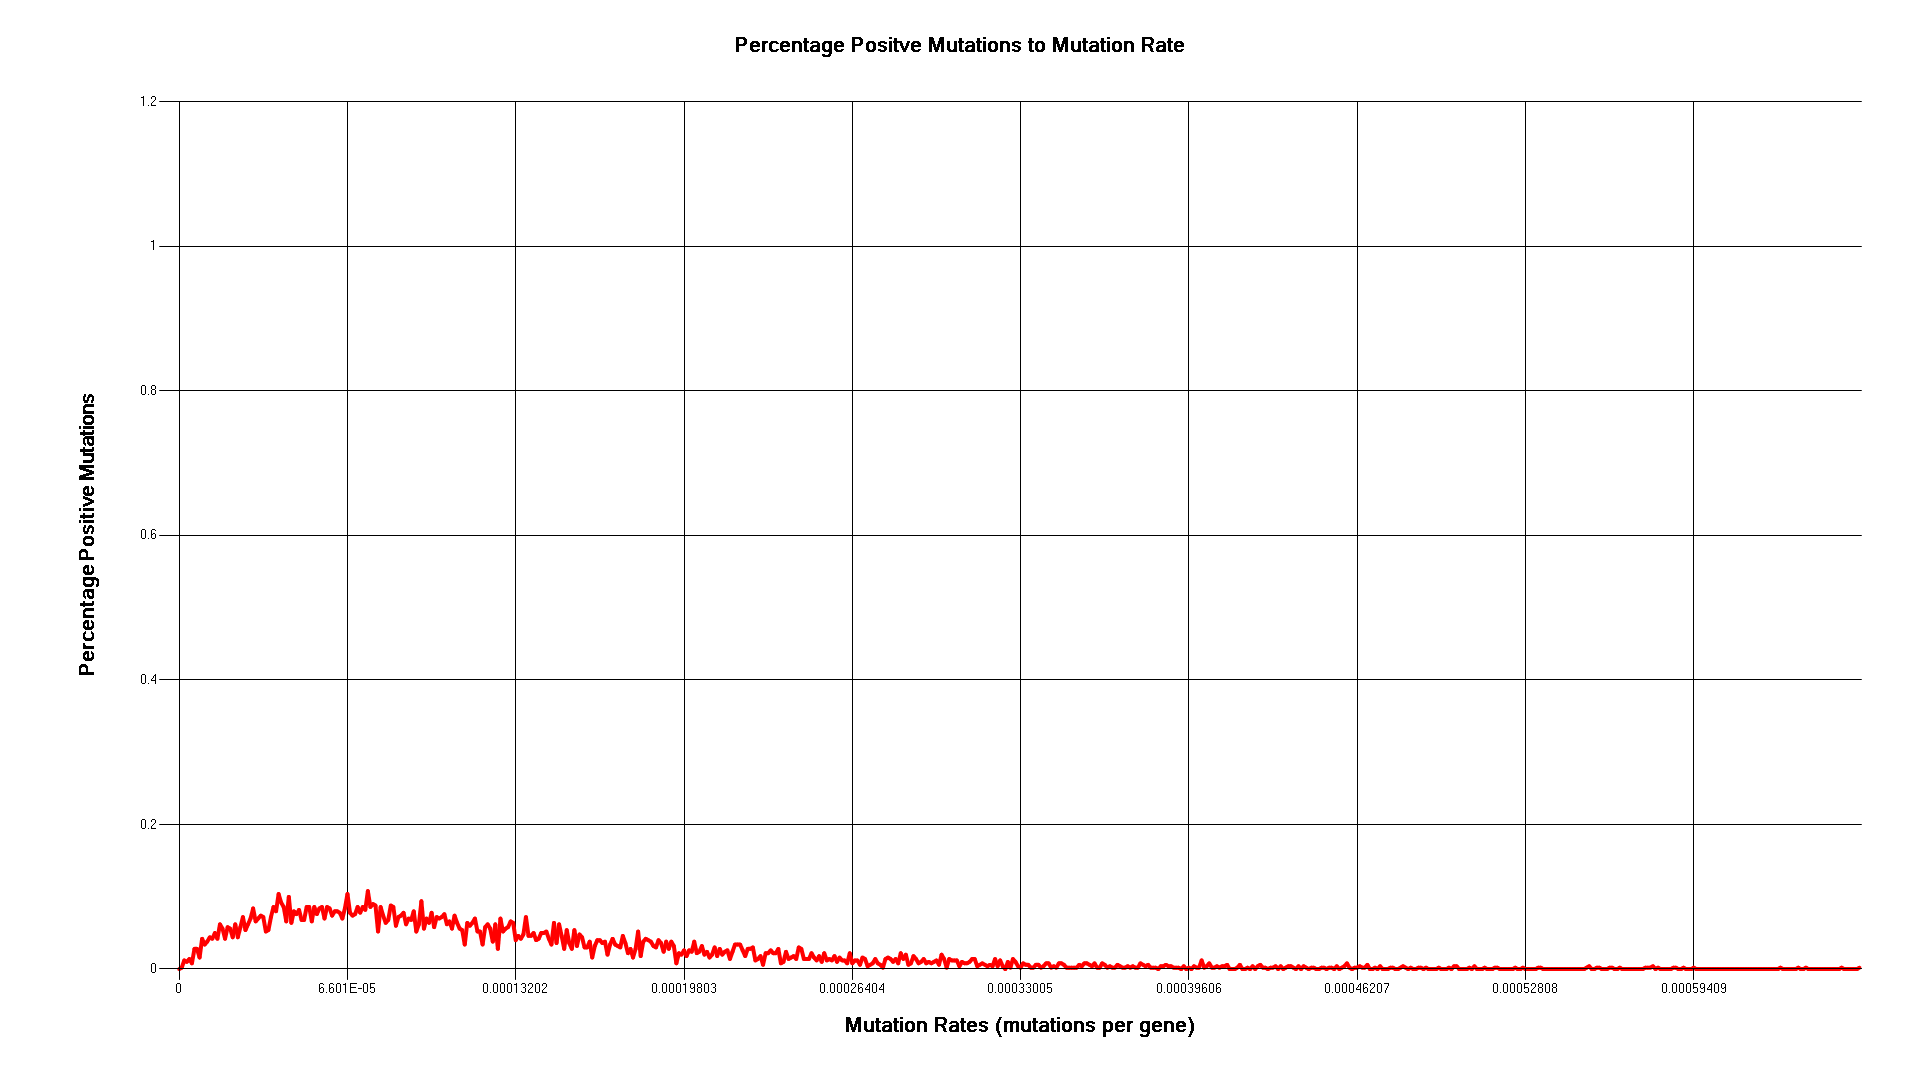 Percentage Positve Mutations to Mutation Rate
1.2
1
0.8
0.6
0.4
0.2
0
Percentage Positive Mutations
0 6.601E-05 0.00013202 0.00019803 0.00026404 0.00033005 0.00039606 0.00046207 0.00052808 0.00059409
Mutation Rates (mutations per gene)